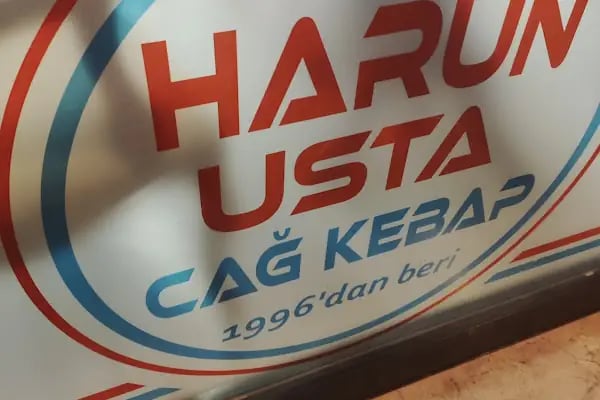 HARUN
USTA
CAĞ KEBAP
1996'dan beri